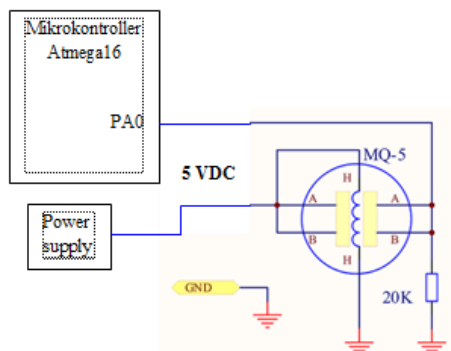 Mikrokontroller
Atmega16
PA0
5 VDC
MQ-5
H
A
A
B
B
H
Power
supply
GND
20K